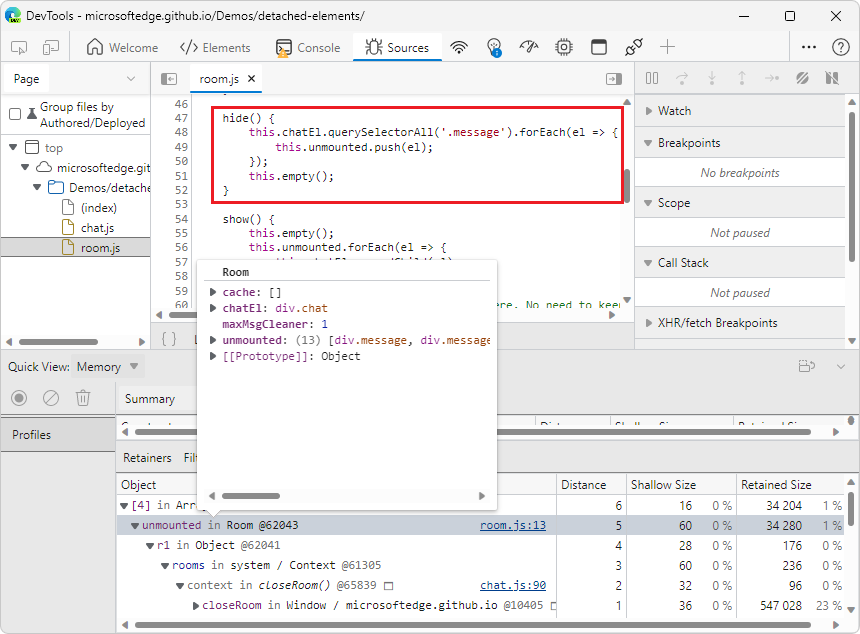 DevTools - microsoftedge.github.io/Demos/detached-elements/
Welcome
Elements
Console
Sources
Page
room.js
Group files by
Authored/Deployed
top
microsoftedge.git
Demos/detache
(index)
chat.js
room.js
46
47 hide() {
48 this.chatEl.querySelectorAll('.message').forEach(el => {
49 this.unmounted.push(el);
50 });
51 this.empty();
52 }
53
54 show() {
55 this.empty();
56 this.unmounted.forEach(el => {
57
58
59
60 ere. No need to kee
{ }
Watch
Breakpoints
No breakpoints
Scope
Not paused
Call Stack
Not paused
XHR/fetch Breakpoints
Room
cache: []
chatEl: div.chat
maxMsgCleaner: 1
unmounted: (13) [div.message, div.message
[[Prototype]]: Object
Quick View: Memory
Summary
Profiles
Retainers Filt
Object Distance Shallow Size Retained Size
[4] in Arr 6 16 0 % 34 204 1 %
unmounted in Room @62043 room.js:13 5 60 0 % 34 280 1 %
r1 in Object @62041 4 28 0 % 176 0 %
rooms in system / Context @61305 3 60 0 % 236 0 %
context in closeRoom() @65839 chat.js:90 2 32 0 % 96 0 %
closeRoom in Window / microsoftedge.github.io @10405 1 36 0 % 547 028 23 %